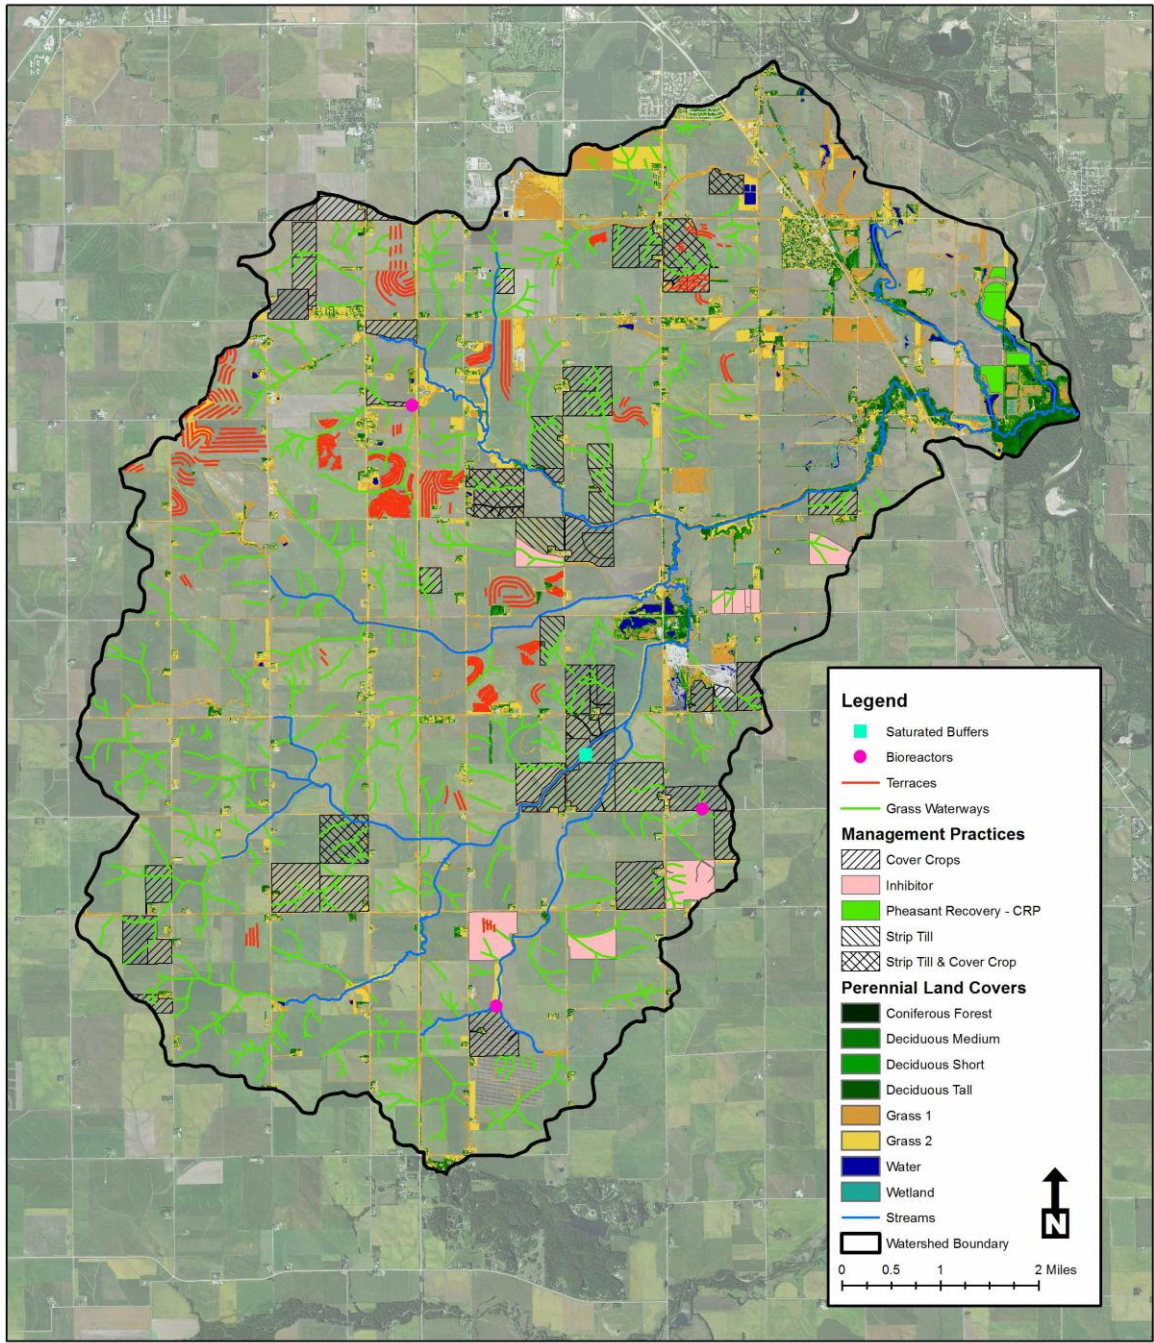 Legend
Saturated Buffers
Bioreactors
Terraces
Grass Waterways
Management Practices
Cover Crops
Inhibitor
Pheasant Recovery - CRP
Strip Till
Strip Till & Cover Crop
Perennial Land Covers
Coniferous Forest
Deciduous Medium
Deciduous Short
Deciduous Tall
Grass 1
Grass 2
Water
Wetland
Streams
Watershed Boundary
N
0 0.5 1 2 Miles